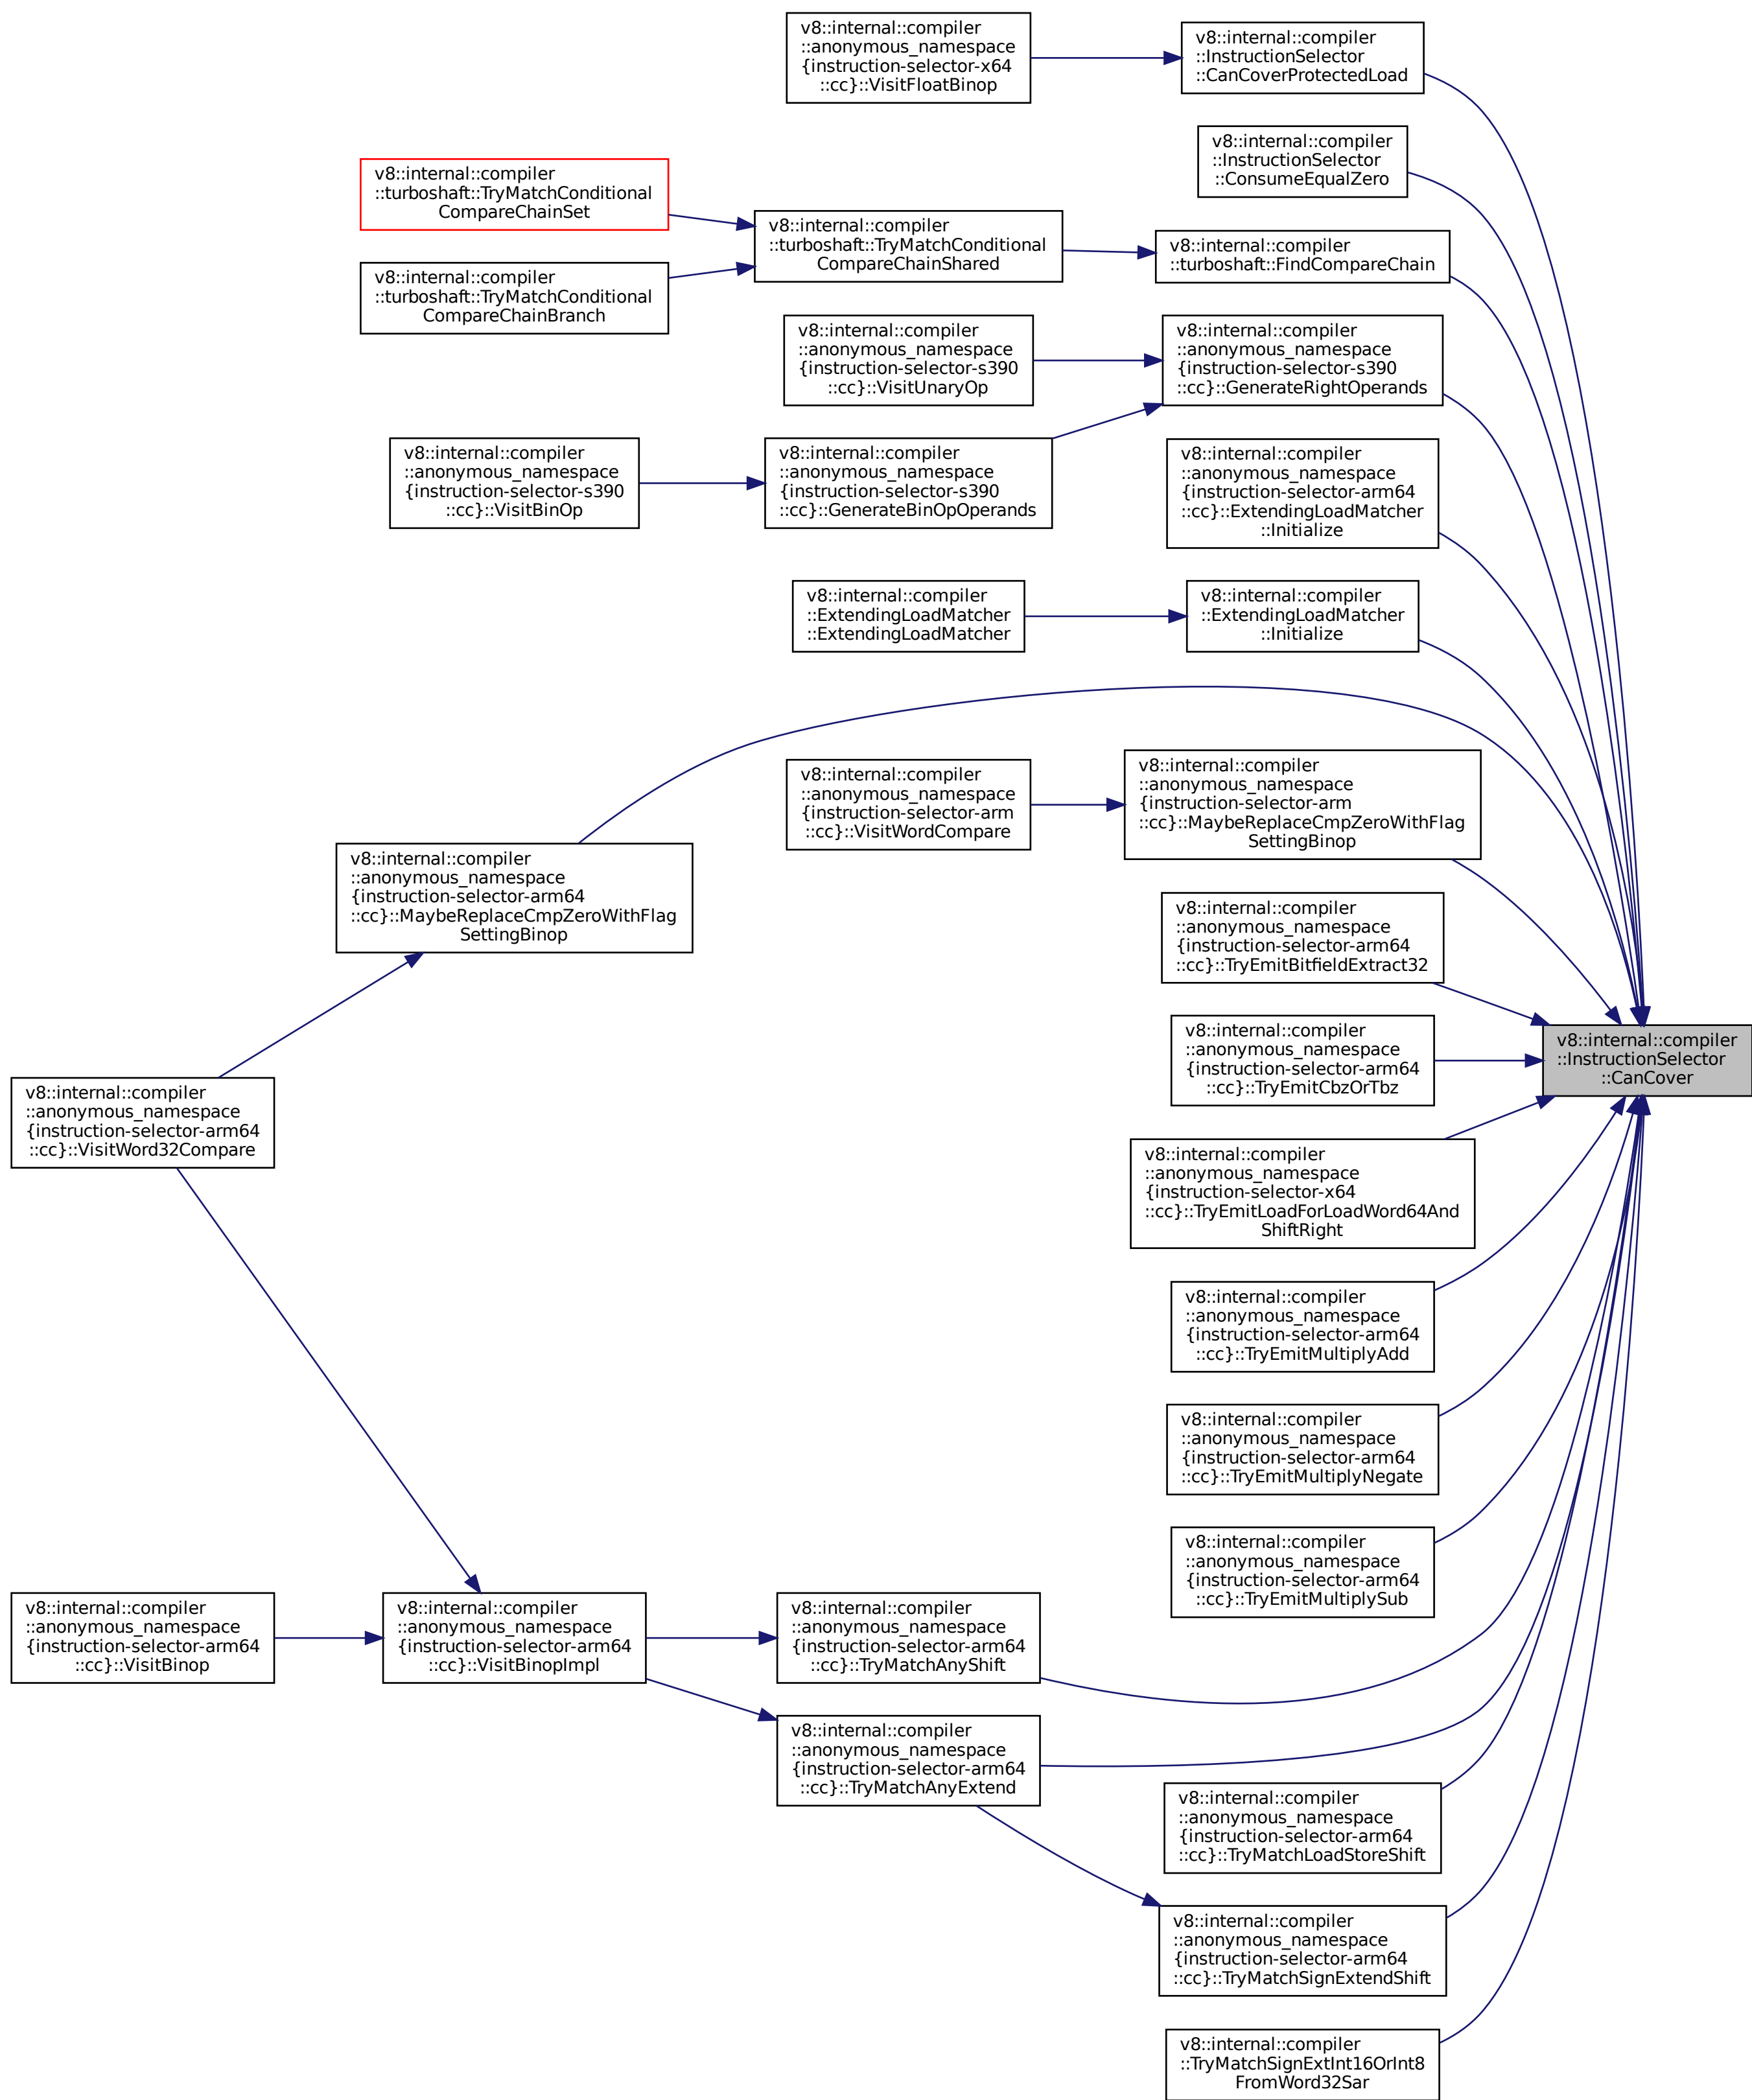 v8::internal::compiler
::anonymous_namespace
{instruction-selector-x64
::cc}::VisitFloatBinop
v8::internal::compiler
::InstructionSelector
::CanCoverProtectedLoad
v8::internal::compiler
::InstructionSelector
::ConsumeEqualZero
v8::internal::compiler
::turboshaft::TryMatchConditional
CompareChainSet
v8::internal::compiler
::turboshaft::TryMatchConditional
CompareChainShared
v8::internal::compiler
::turboshaft::FindCompareChain
v8::internal::compiler
::turboshaft::TryMatchConditional
CompareChainBranch
v8::internal::compiler
::anonymous_namespace
{instruction-selector-s390
::cc}::VisitUnaryOp
v8::internal::compiler
::anonymous_namespace
{instruction-selector-s390
::cc}::GenerateRightOperands
v8::internal::compiler
::anonymous_namespace
{instruction-selector-s390
::cc}::VisitBinOp
v8::internal::compiler
::anonymous_namespace
{instruction-selector-s390
::cc}::GenerateBinOpOperands
v8::internal::compiler
::anonymous_namespace
{instruction-selector-arm64
::cc}::ExtendingLoadMatcher
::Initialize
v8::internal::compiler
::ExtendingLoadMatcher
::ExtendingLoadMatcher
v8::internal::compiler
::ExtendingLoadMatcher
::Initialize
v8::internal::compiler
::anonymous_namespace
{instruction-selector-arm
::cc}::VisitWordCompare
v8::internal::compiler
::anonymous_namespace
{instruction-selector-arm
::cc}::MaybeReplaceCmpZeroWithFlag
SettingBinop
v8::internal::compiler
::anonymous_namespace
{instruction-selector-arm64
::cc}::MaybeReplaceCmpZeroWithFlag
SettingBinop
v8::internal::compiler
::anonymous_namespace
{instruction-selector-arm64
::cc}::TryEmitBitfieldExtract32
v8::internal::compiler
::anonymous_namespace
{instruction-selector-arm64
::cc}::TryEmitCbzOrTbz
v8::internal::compiler
::InstructionSelector
::CanCover
v8::internal::compiler
::anonymous_namespace
{instruction-selector-arm64
::cc}::VisitWord32Compare
v8::internal::compiler
::anonymous_namespace
{instruction-selector-x64
::cc}::TryEmitLoadForLoadWord64And
ShiftRight
v8::internal::compiler
::anonymous_namespace
{instruction-selector-arm64
::cc}::TryEmitMultiplyAdd
v8::internal::compiler
::anonymous_namespace
{instruction-selector-arm64
::cc}::TryEmitMultiplyNegate
v8::internal::compiler
::anonymous_namespace
{instruction-selector-arm64
::cc}::TryEmitMultiplySub
v8::internal::compiler
::anonymous_namespace
{instruction-selector-arm64
::cc}::VisitBinop
v8::internal::compiler
::anonymous_namespace
{instruction-selector-arm64
::cc}::VisitBinopImpl
v8::internal::compiler
::anonymous_namespace
{instruction-selector-arm64
::cc}::TryMatchAnyShift
v8::internal::compiler
::anonymous_namespace
{instruction-selector-arm64
::cc}::TryMatchAnyExtend
v8::internal::compiler
::anonymous_namespace
{instruction-selector-arm64
::cc}::TryMatchLoadStoreShift
v8::internal::compiler
::anonymous_namespace
{instruction-selector-arm64
::cc}::TryMatchSignExtendShift
v8::internal::compiler
::TryMatchSignExtInt16OrInt8
FromWord32Sar